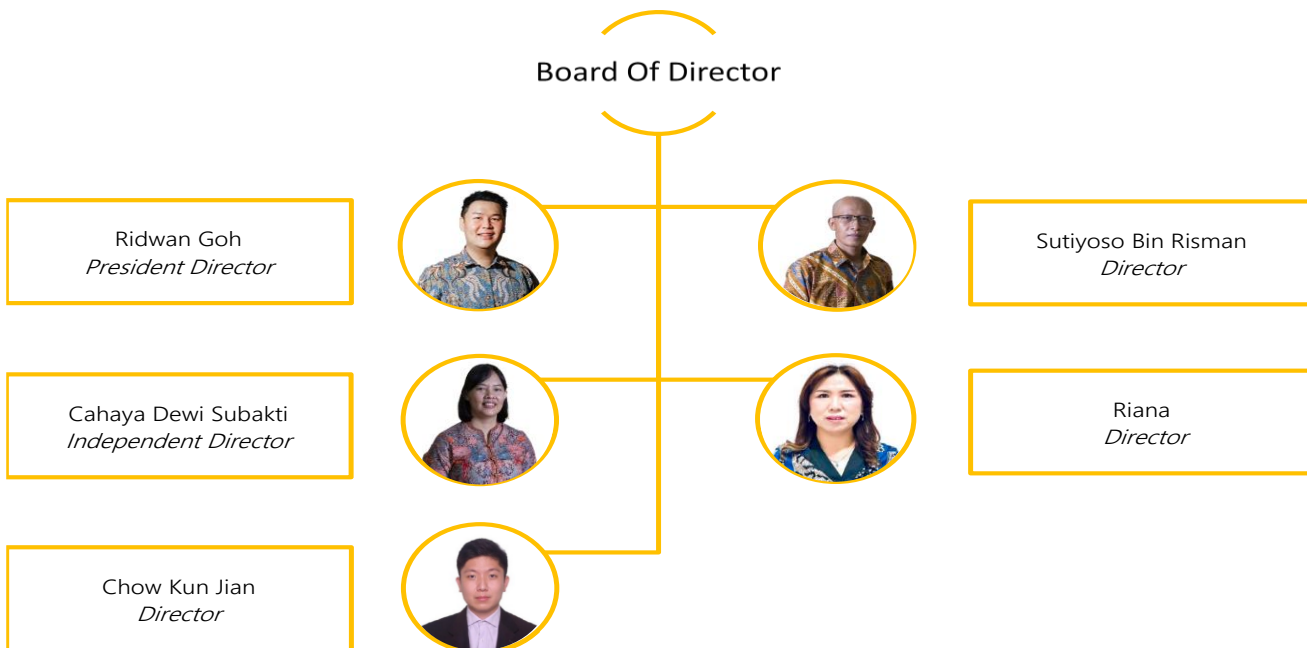 Board Of Director
Ridwan Goh
President Director
Sutiyoso Bin Risman
Director
Cahaya Dewi Subakti
Independent Director
Riana
Director
Chow Kun Jian
Director